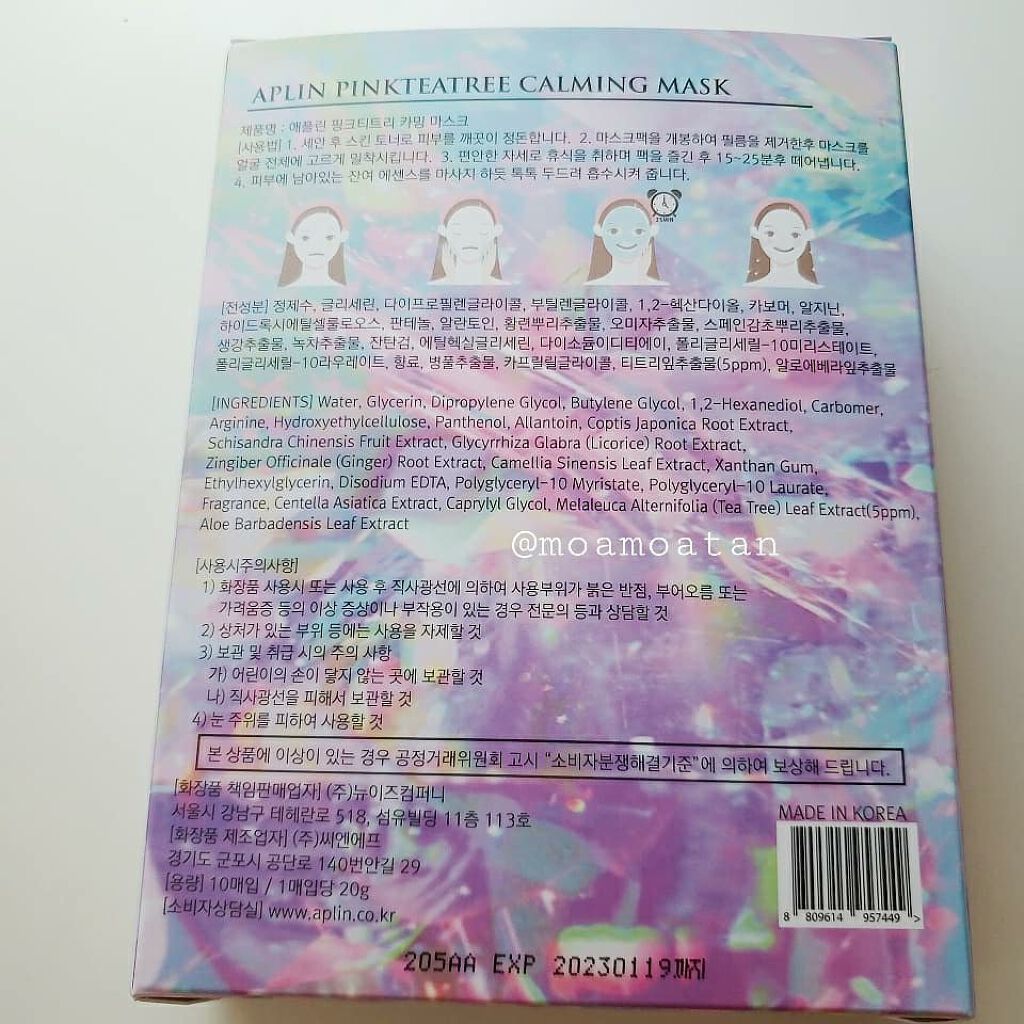 APLIN PINKTEATREE CALMING MASK
제품명 : 애플린 핑크티트리 카밍 마스크
[사용법] 1. 세안 후 스킨 토너로 피부를 깨끗이 정돈합니다. 2. 마스크팩을 개봉하여 필름을 제거한후 마스크를
얼굴 전체에 고르게 밀착시킵니다. 3. 편안한 자세로 휴식을 취하며 팩을 즐긴 후 15~25분후 떼어냅니다.
4. 피부에 남아있는 잔여 에센스를 마사지 하듯 톡톡 두드려 흡수시켜 줍니다.
15MIN
[전성분] 정제수, 글리세린, 다이프로필렌글라이콜, 부틸렌글라이콜, 1,2-헥산다이올, 카보머, 알지닌,
하이드록시에틸셀룰로오스, 판테놀, 알란토인, 황련뿌리추출물, 오미자추출물, 스페인감초뿌리추출물,
생강추출물, 녹차추출물, 잔탄검, 에틸헥실글리세린, 다이소듐이디티에이, 폴리글리세릴-10미리스테이트,
폴리글리세릴-10라우레이트, 향료, 병풀추출물, 카프릴릴글라이콜, 티트리잎추출물(5ppm), 알로에베라잎추출물
[INGREDIENTS] Water, Glycerin, Dipropylene Glycol, Butylene Glycol, 1,2-Hexanediol, Carbomer,
Arginine, Hydroxyethylcellulose, Panthenol, Allantoin, Coptis Japonica Root Extract,
Schisandra Chinensis Fruit Extract, Glycyrrhiza Glabra (Licorice) Root Extract,
Zingiber Officinale (Ginger) Root Extract, Camellia Sinensis Leaf Extract, Xanthan Gum,
Ethylhexylglycerin, Disodium EDTA, Polyglyceryl-10 Myristate, Polyglyceryl-10 Laurate,
Fragrance, Centella Asiatica Extract, Caprylyl Glycol, Melaleuca Alternifolia (Tea Tree) Leaf Extract(5ppm),
Aloe Barbadensis Leaf Extract
@moamoatan
[사용시주의사항]
1) 화장품 사용시 또는 사용 후 직사광선에 의하여 사용부위가 붉은 반점, 부어오름 또는
가려움증 등의 이상 증상이나 부작용이 있는 경우 전문의 등과 상담할 것
2) 상처가 있는 부위 등에는 사용을 자제할 것
3) 보관 및 취급 시의 주의 사항
가) 어린이의 손이 닿지 않는 곳에 보관할 것
나) 직사광선을 피해서 보관할 것
4) 눈 주위를 피하여 사용할 것
본 상품에 이상이 있는 경우 공정거래위원회 고시 "소비자분쟁해결기준"에 의하여 보상해 드립니다.
[화장품 책임판매업자] (주)뉴이즈컴퍼니
서울시 강남구 테헤란로 518, 섬유빌딩 11층 113호
[화장품 제조업자] (주)씨엔에프
경기도 군포시 공단로 140번안길 29
[용량] 10매입 / 1매입당 20g
[소비자상담실] www.aplin.co.kr
MADE IN KOREA
8 809614 957449 >
205AA EXP 20230119까지